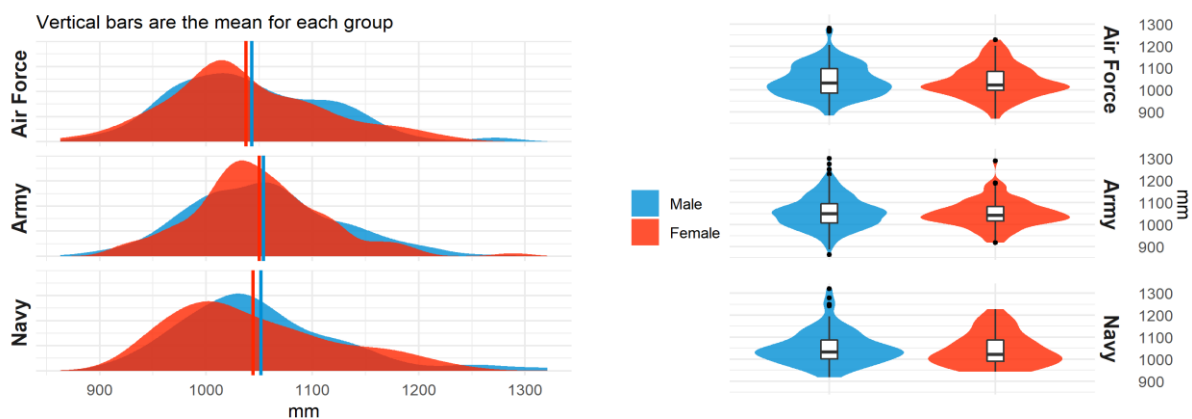 Vertical bars are the mean for each group
Air Force
Army
Navy
900 1000 1100 1200 1300
mm
Male
Female
Air Force
1300
1200
1100
1000
900
Army
1300
1200
1100
1000
900
Navy
1300
1200
1100
1000
900
mm